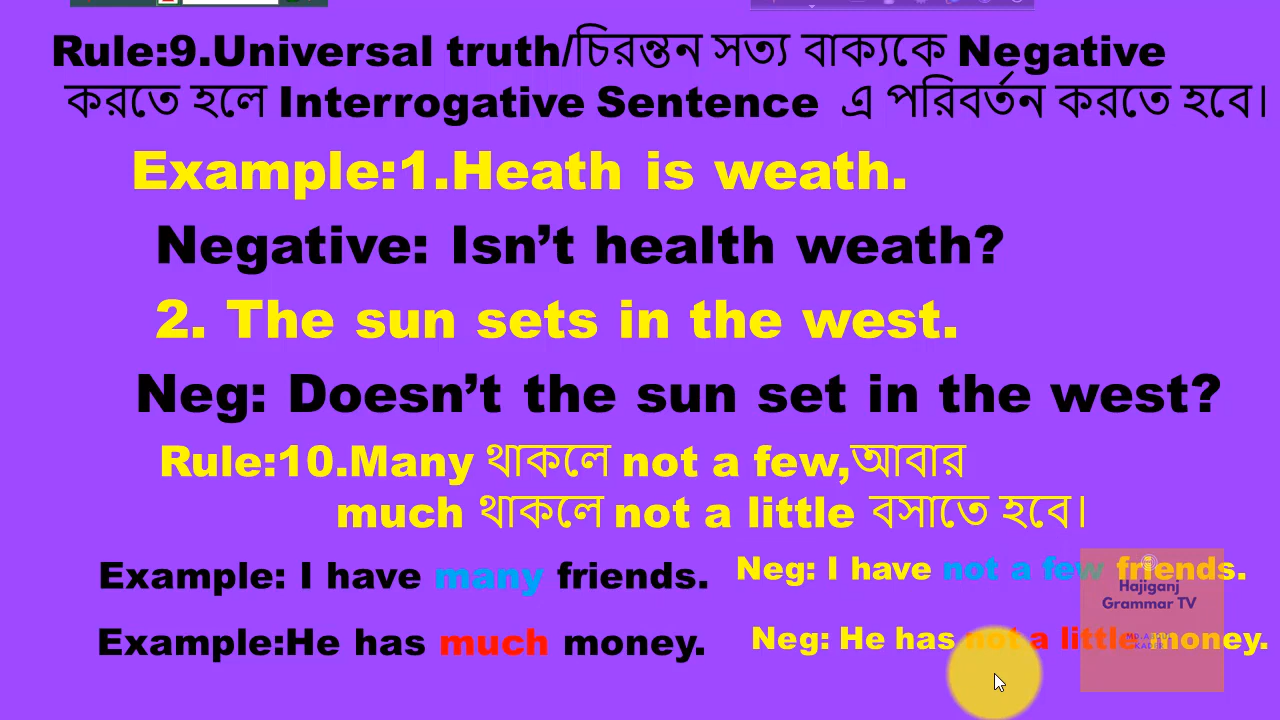 Rule:9.Universal truth/চিরন্তন সত্য বাক্যকে Negative
করতে হলে Interrogative Sentence এ পরিবর্তন করতে হবে।
Example:1.Heath is weath.
Negative: Isn’t health weath?
2. The sun sets in the west.
Neg: Doesn’t the sun set in the west?
Rule:10.Many থাকলে not a few,আবার
much থাকলে not a little বসাতে হবে।
Example: I have many friends.
Neg: I have not a few friends.
Hajiganj
Grammar TV
Example:He has much money.
Neg: He has not a little money.